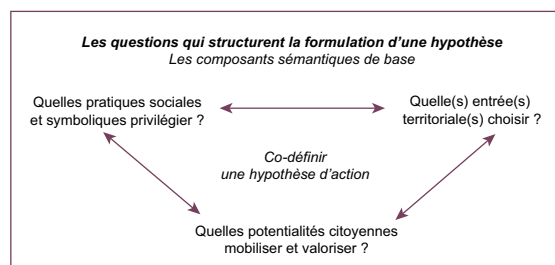 Les questions qui structurent la formulation d'une hypothèse
Les composants sémantiques de base
Quelles pratiques sociales
et symboliques privilégier ?
Quelle(s) entrée(s)
territoriale(s) choisir ?
Co-définir
une hypothèse d'action
Quelles potentialités citoyennes
mobiliser et valoriser ?